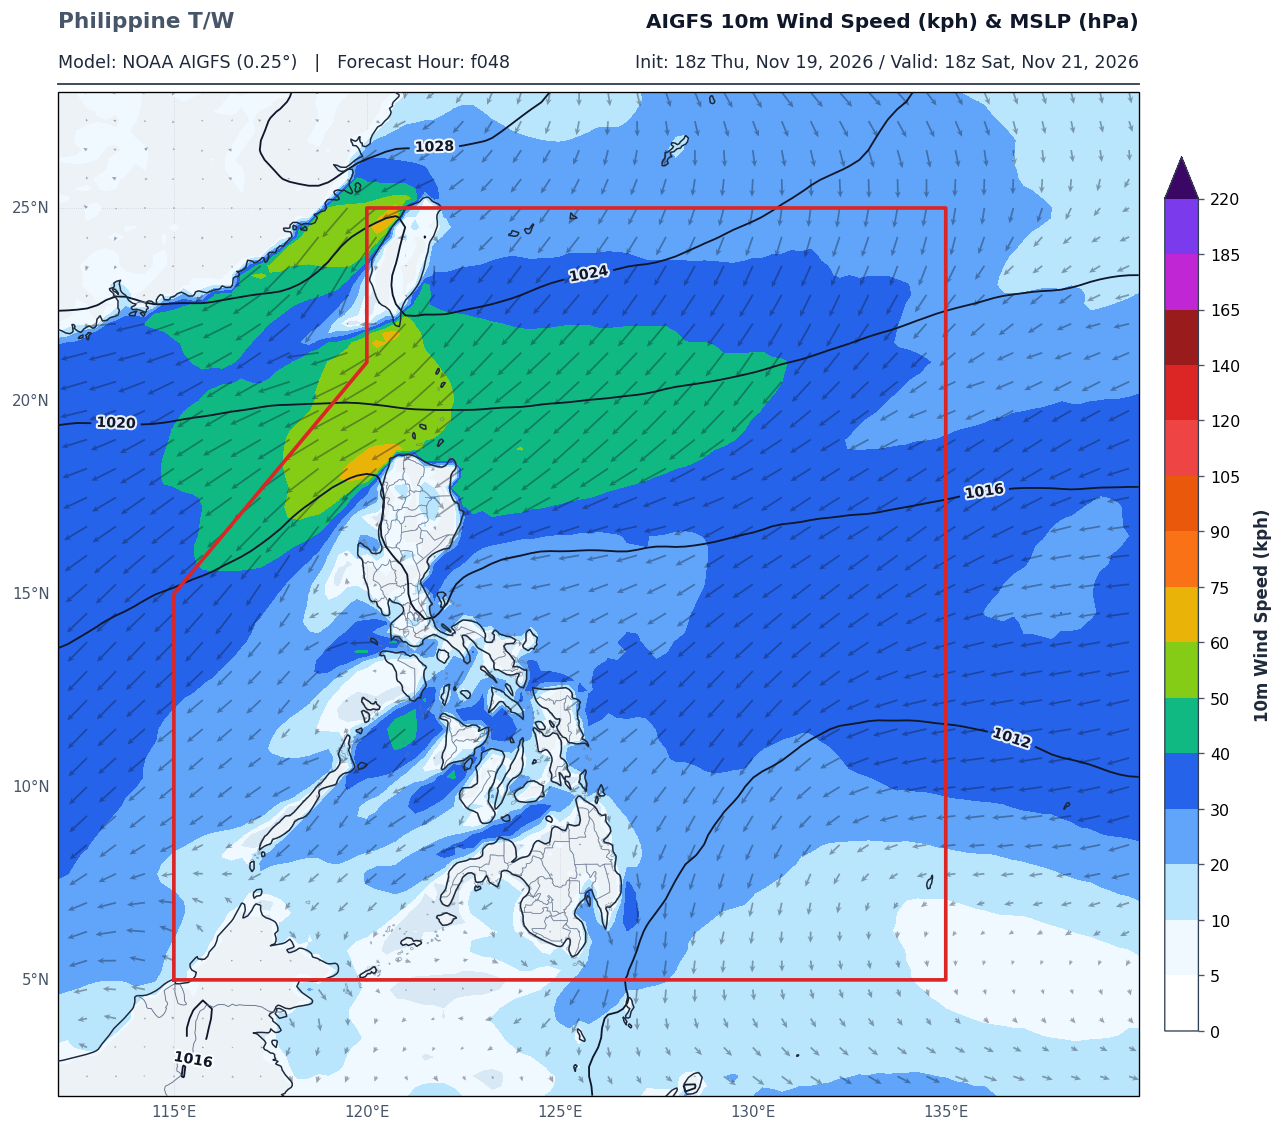 Philippine T/W
AIGFS 10m Wind Speed (kph) & MSLP (hPa)
Model: NOAA AIGFS (0.25°)   |   Forecast Hour: f048
Init: 18z Thu, Nov 19, 2026 / Valid: 18z Sat, Nov 21, 2026
1028
1024
1020
1016
1012
1016
25°N
20°N
15°N
10°N
5°N
115°E
120°E
125°E
130°E
135°E
220
185
165
140
120
105
90
75
60
50
40
30
20
10
5
0
10m Wind Speed (kph)